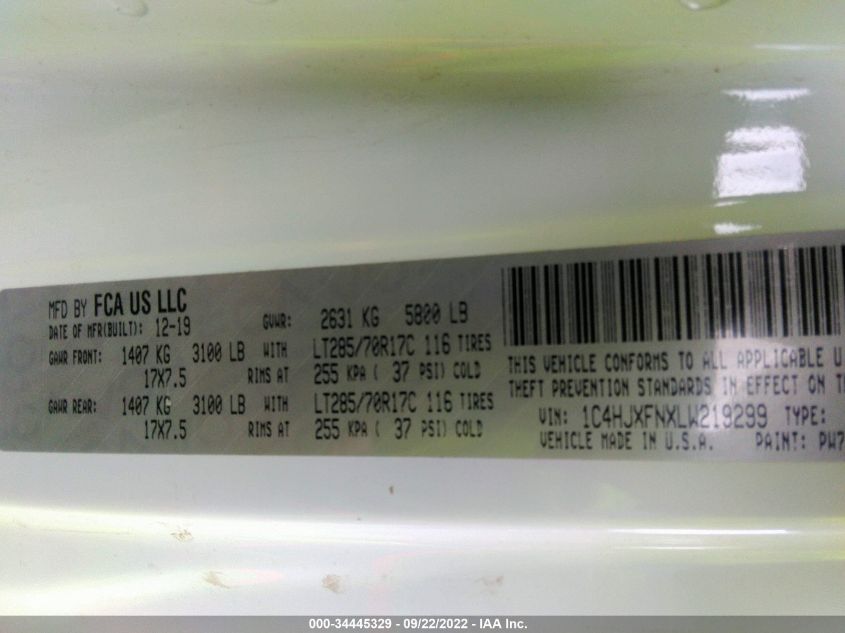 MFD BY FCA US LLC
DATE OF MFR(BUILT): 12-19 GVWR: 2631 KG 5800 LB
GAWR FRONT: 1407 KG 3100 LB WITH LT285/70R17C 116 TIRES
17X7.5 RIMS AT 255 KPA ( 37 PSI) COLD
GAWR REAR: 1407 KG 3100 LB WITH LT285/70R17C 116 TIRES
17X7.5 RIMS AT 255 KPA ( 37 PSI) COLD
THIS VEHICLE CONFORMS TO ALL APPLICABLE U
THEFT PREVENTION STANDARDS IN EFFECT ON T
VIN: 1C4HJXFNXLW219299 TYPE:
VEHICLE MADE IN U.S.A. PAINT: PW7
000-34445329 - 09/22/2022 - IAA Inc.